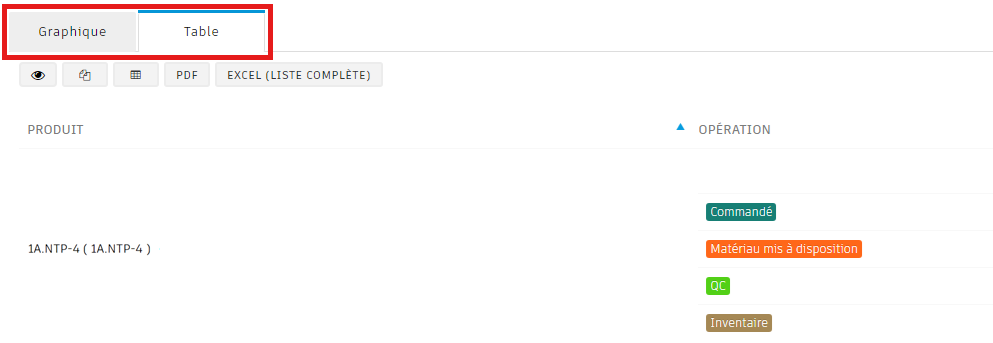 Graphique Table
PDF EXCEL (LISTE COMPLÈTE)
PRODUIT OPÉRATION
Commandé
1A.NTP-4 ( 1A.NTP-4 ) Matériau mis à disposition
QC
Inventaire